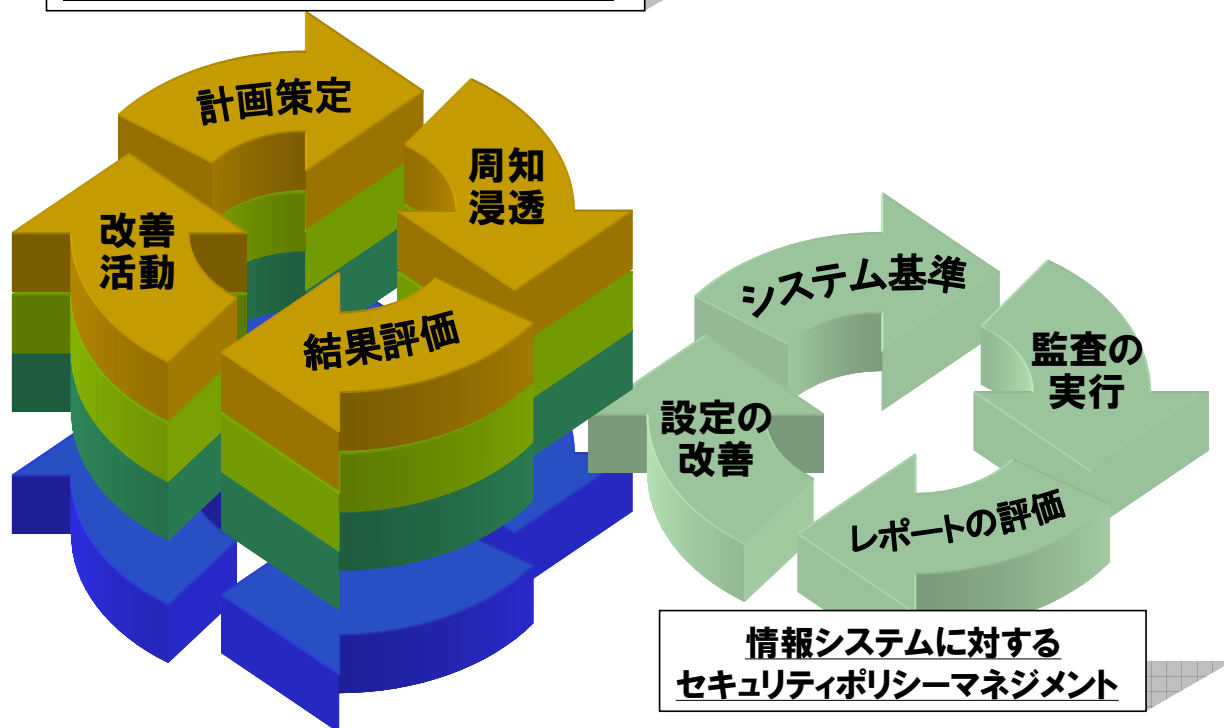 計画策定
周知
浸透
改善
活動
結果評価
システム基準
監査の
実行
設定の
改善
レポートの評価
情報システムに対する
セキュリティポリシーマネジメント